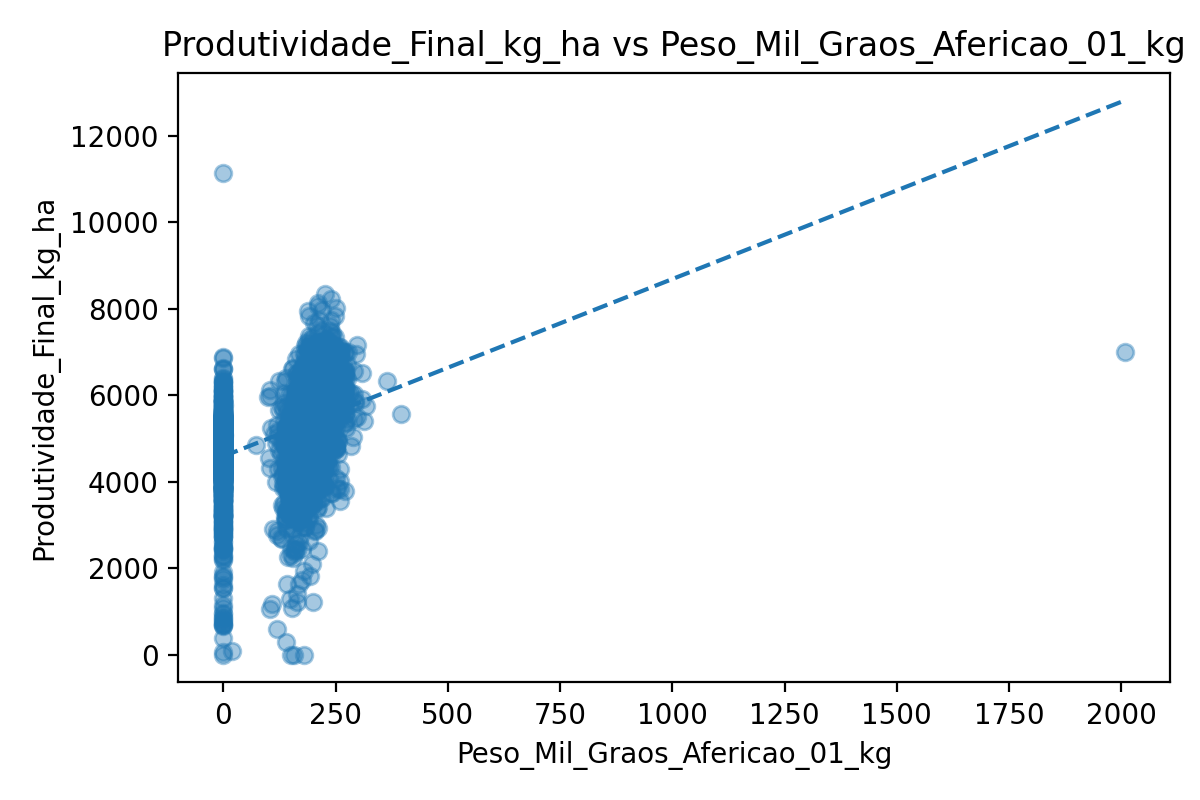 Produtividade_Final_kg_ha vs Peso_Mil_Graos_Afericao_01_kg
12000
10000
8000
6000
4000
2000
0
Produtividade_Final_kg_ha
0 250 500 750 1000 1250 1500 1750 2000
Peso_Mil_Graos_Afericao_01_kg